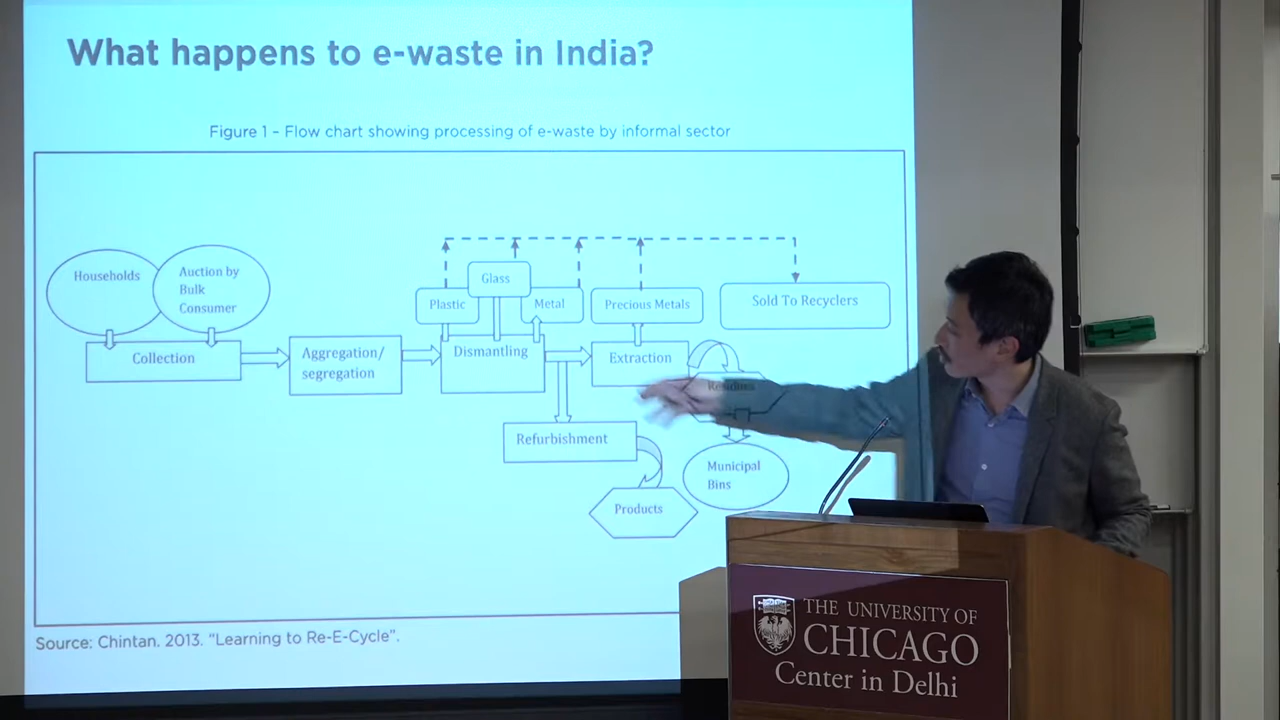 What happens to e-waste in India?
Figure 1 – Flow chart showing processing of e-waste by informal sector
Households
Auction by
Bulk
Consumer
Collection
Aggregation/
segregation
Plastic
Glass
Metal
Dismantling
Precious Metals
Extraction
Sold To Recyclers
Residues
Refurbishment
Products
Municipal
Bins
Source: Chintan. 2013. "Learning to Re-E-Cycle".
THE UNIVERSITY OF
CHICAGO
Center in Delhi